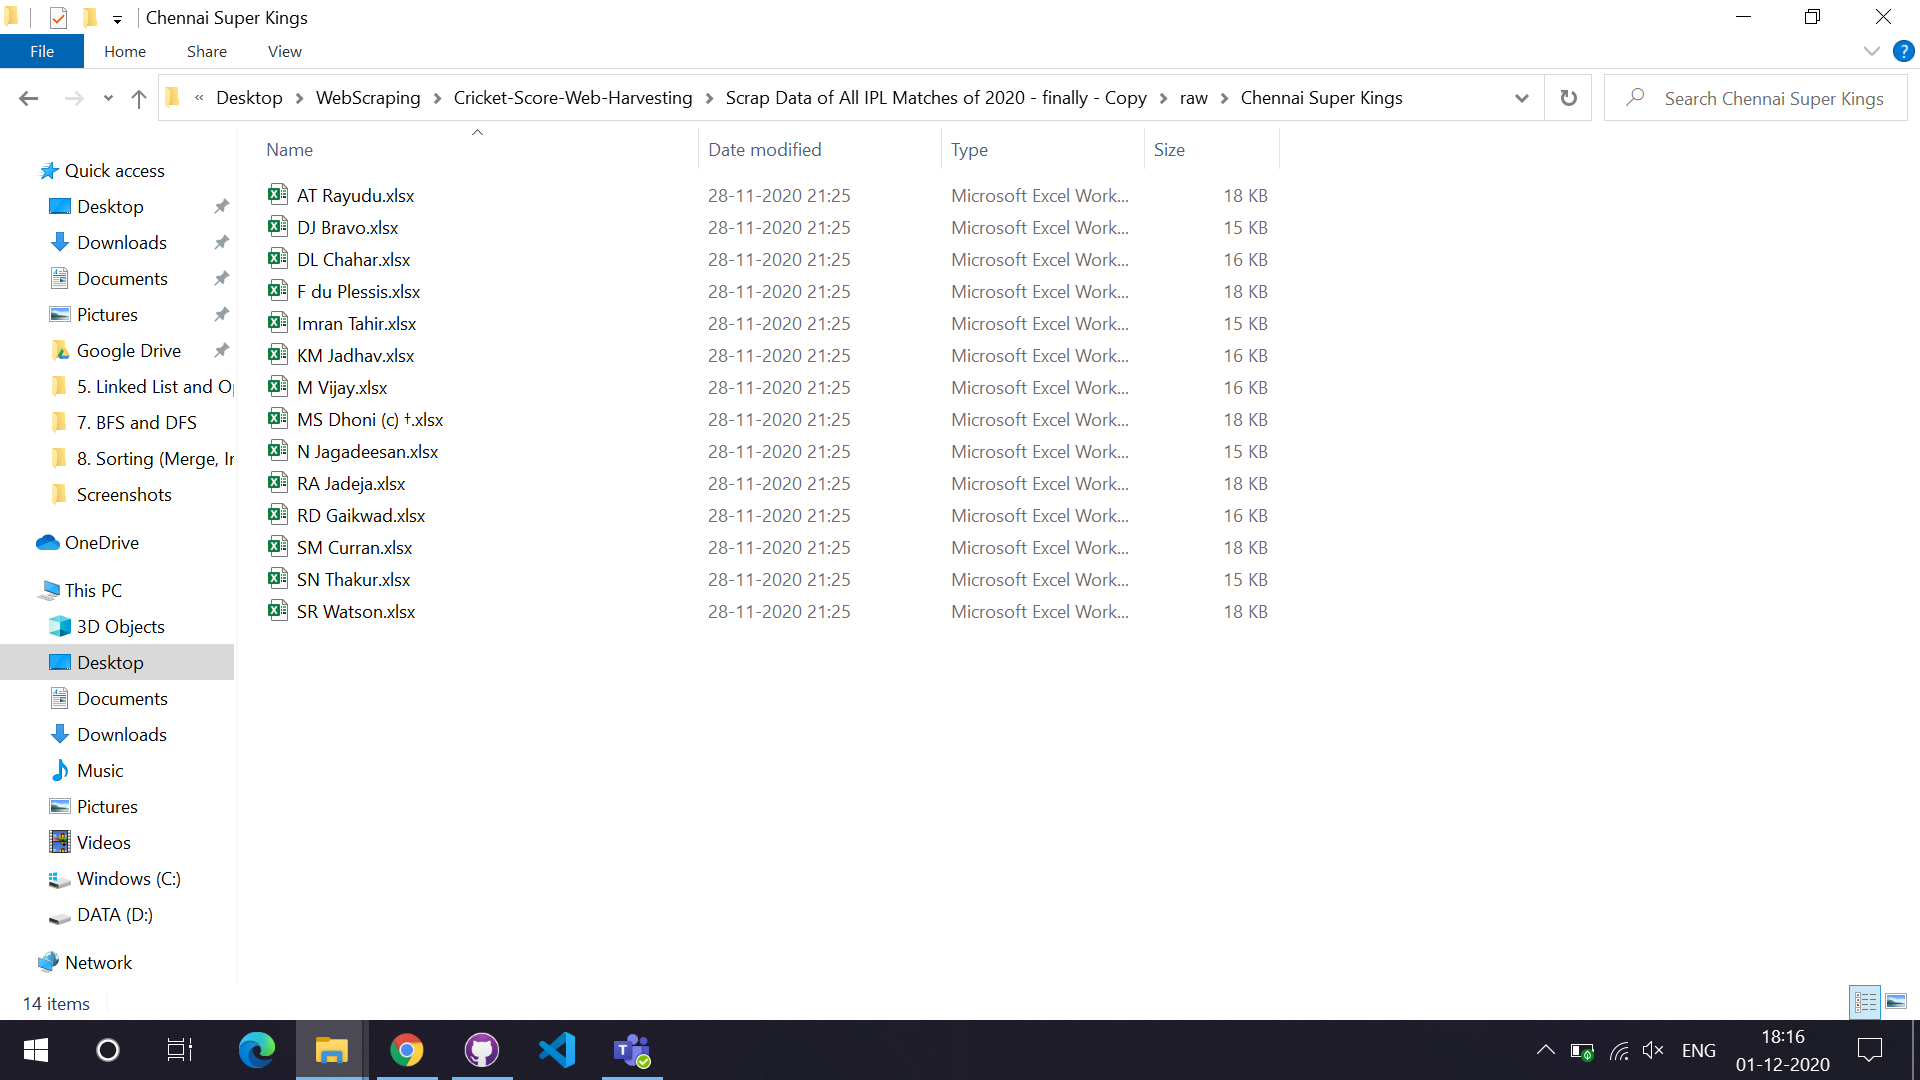 Chennai Super Kings
File Home Share View
« Desktop > WebScraping > Cricket-Score-Web-Harvesting > Scrap Data of All IPL Matches of 2020 - finally - Copy > raw > Chennai Super Kings
Search Chennai Super Kings
Quick access
Desktop
Downloads
Documents
Pictures
Google Drive
5. Linked List and Op
7. BFS and DFS
8. Sorting (Merge, In
Screenshots
OneDrive
This PC
3D Objects
Desktop
Documents
Downloads
Music
Pictures
Videos
Windows (C:)
DATA (D:)
Network
Name Date modified Type Size
AT Rayudu.xlsx 28-11-2020 21:25 Microsoft Excel Work... 18 KB
DJ Bravo.xlsx 28-11-2020 21:25 Microsoft Excel Work... 15 KB
DL Chahar.xlsx 28-11-2020 21:25 Microsoft Excel Work... 16 KB
F du Plessis.xlsx 28-11-2020 21:25 Microsoft Excel Work... 18 KB
Imran Tahir.xlsx 28-11-2020 21:25 Microsoft Excel Work... 15 KB
KM Jadhav.xlsx 28-11-2020 21:25 Microsoft Excel Work... 16 KB
M Vijay.xlsx 28-11-2020 21:25 Microsoft Excel Work... 16 KB
MS Dhoni (c) †.xlsx 28-11-2020 21:25 Microsoft Excel Work... 18 KB
N Jagadeesan.xlsx 28-11-2020 21:25 Microsoft Excel Work... 15 KB
RA Jadeja.xlsx 28-11-2020 21:25 Microsoft Excel Work... 18 KB
RD Gaikwad.xlsx 28-11-2020 21:25 Microsoft Excel Work... 16 KB
SM Curran.xlsx 28-11-2020 21:25 Microsoft Excel Work... 18 KB
SN Thakur.xlsx 28-11-2020 21:25 Microsoft Excel Work... 15 KB
SR Watson.xlsx 28-11-2020 21:25 Microsoft Excel Work... 18 KB
14 items
ENG
18:16
01-12-2020